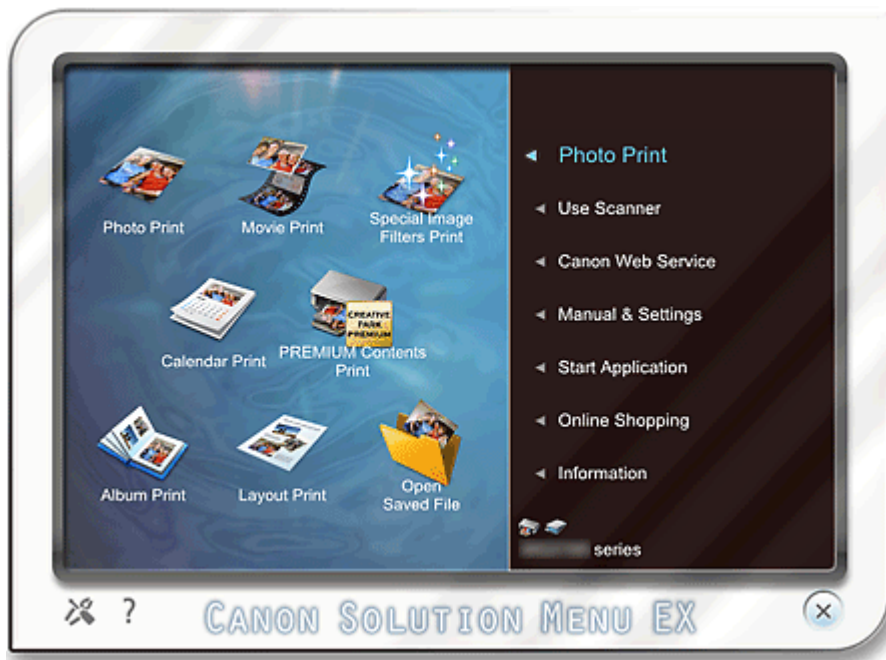 Photo Print
Movie Print
Special Image
Filters Print
Calendar Print
CREATIVE
PARK
PREMIUM
PREMIUM Contents
Print
Album Print
Layout Print
Open
Saved File
Photo Print
Use Scanner
Canon Web Service
Manual & Settings
Start Application
Online Shopping
Information
series
?
CANON SOLUTION MENU EX